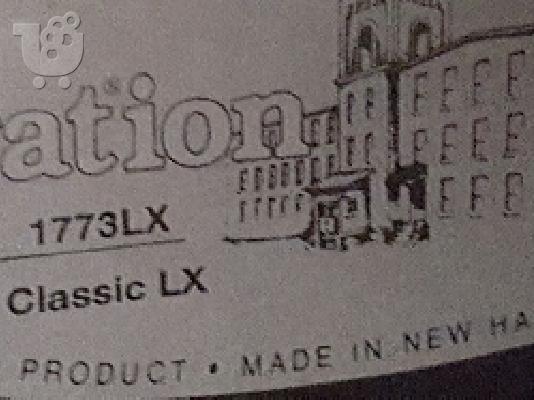 ation®
1773LX
Classic LX
PRODUCT • MADE IN NEW HA